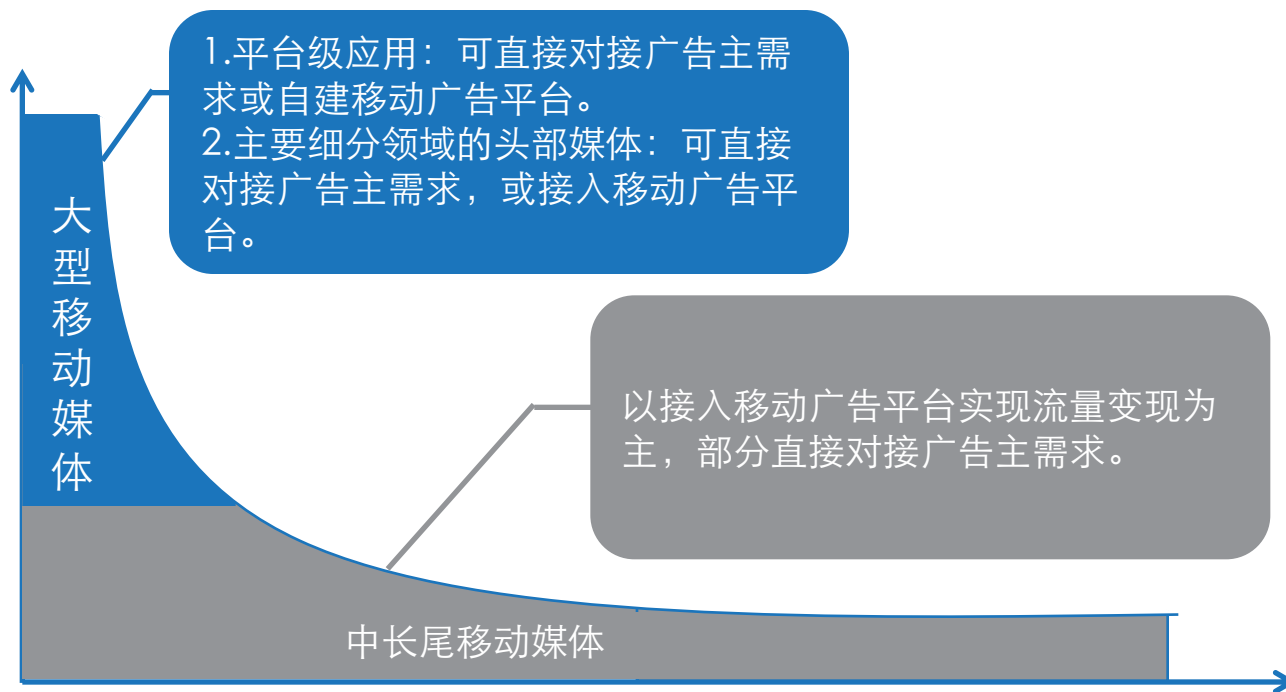 1.平台级应用：可直接对接广告主需
求或自建移动广告平台。
2.主要细分领域的头部媒体：可直接
对接广告主需求，或接入移动广告平
台。
大型移动媒体
以接入移动广告平台实现流量变现为
主，部分直接对接广告主需求。
中长尾移动媒体